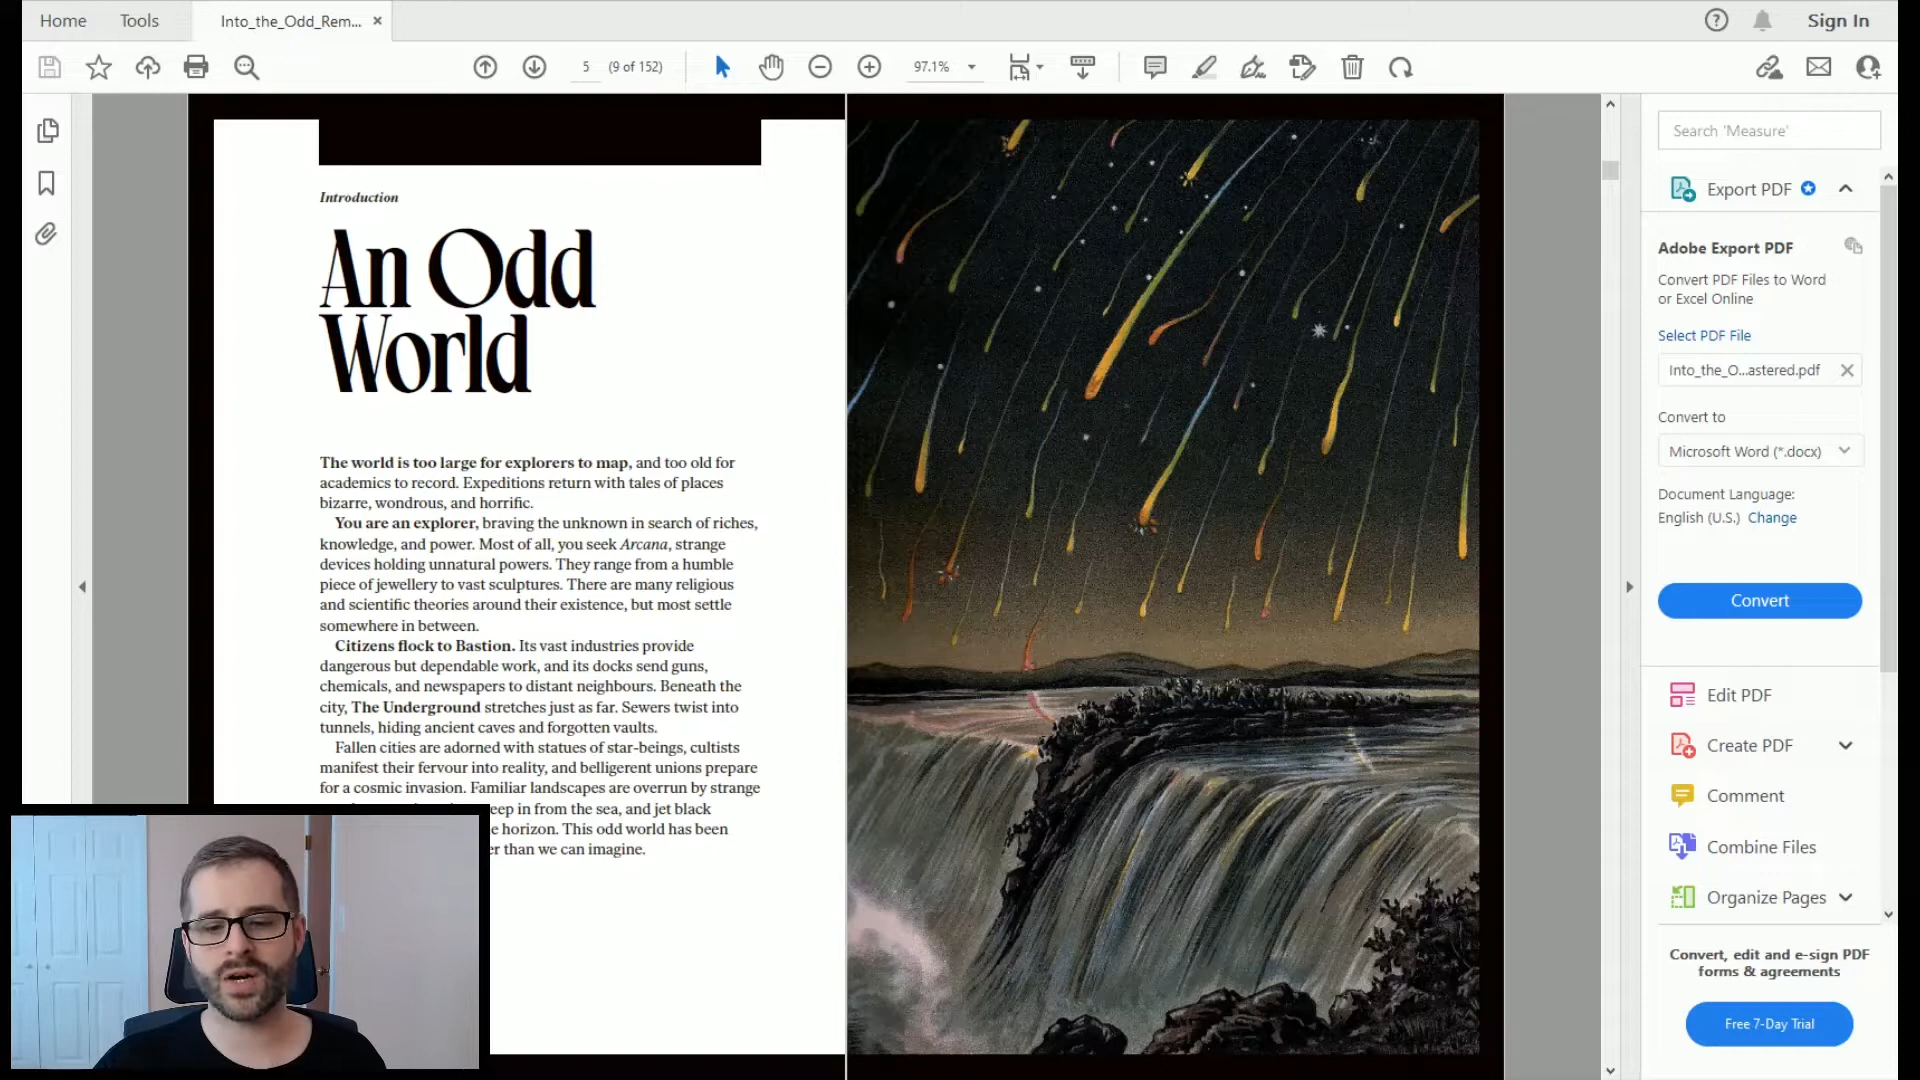 Home
Tools
Into_the_Odd_Rem...
Sign In
5
(9 of 152)
97.1%
Search 'Measure'
Export PDF
Adobe Export PDF
Convert PDF Files to Word
or Excel Online
Select PDF File
Into_the_O...astered.pdf
Convert to
Microsoft Word (*.docx)
Document Language:
English (U.S.) Change
Convert
Edit PDF
Create PDF
Comment
Combine Files
Organize Pages
Convert, edit and e-sign PDF
forms & agreements
Free 7-Day Trial
Introduction
An Odd
World
The world is too large for explorers to map, and too old for
academics to record. Expeditions return with tales of places
bizarre, wondrous, and horrific.
You are an explorer, braving the unknown in search of riches,
knowledge, and power. Most of all, you seek Arcana, strange
devices holding unnatural powers. They range from a humble
piece of jewellery to vast sculptures. There are many religious
and scientific theories around their existence, but most settle
somewhere in between.
Citizens flock to Bastion. Its vast industries provide
dangerous but dependable work, and its docks send guns,
chemicals, and newspapers to distant neighbours. Beneath the
city, The Underground stretches just as far. Sewers twist into
tunnels, hiding ancient caves and forgotten vaults.
Fallen cities are adorned with statues of star-beings, cultists
manifest their fervour into reality, and belligerent unions prepare
for a cosmic invasion. Familiar landscapes are overrun by strange
eep in from the sea, and jet black
e horizon. This odd world has been
er than we can imagine.